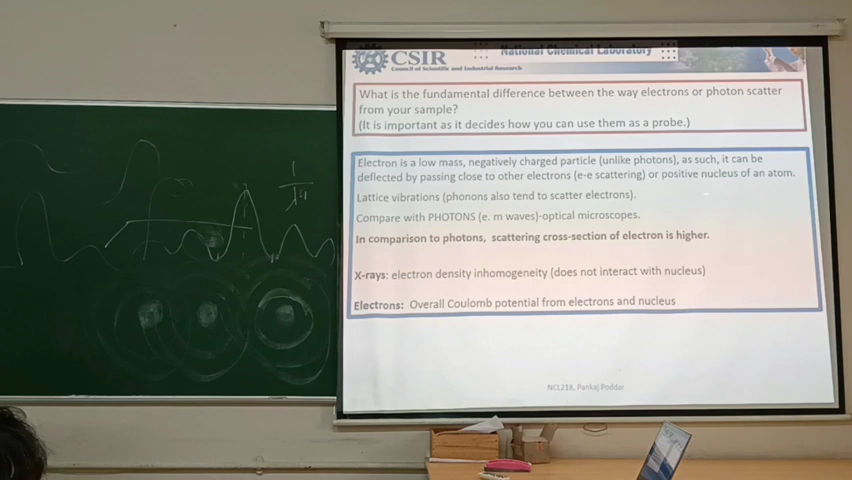 1
λ4
CSIR
Council of Scientific and Industrial Research
National Chemical Laboratory
What is the fundamental difference between the way electrons or photon scatter
from your sample?
(It is important as it decides how you can use them as a probe.)
Electron is a low mass, negatively charged particle (unlike photons), as such, it can be
deflected by passing close to other electrons (e-e scattering) or positive nucleus of an atom.
Lattice vibrations (phonons also tend to scatter electrons).
Compare with PHOTONS (e. m waves)-optical microscopes.
In comparison to photons, scattering cross-section of electron is higher.
X-rays: electron density inhomogeneity (does not interact with nucleus)
Electrons: Overall Coulomb potential from electrons and nucleus
NCL218, Pankaj Poddar